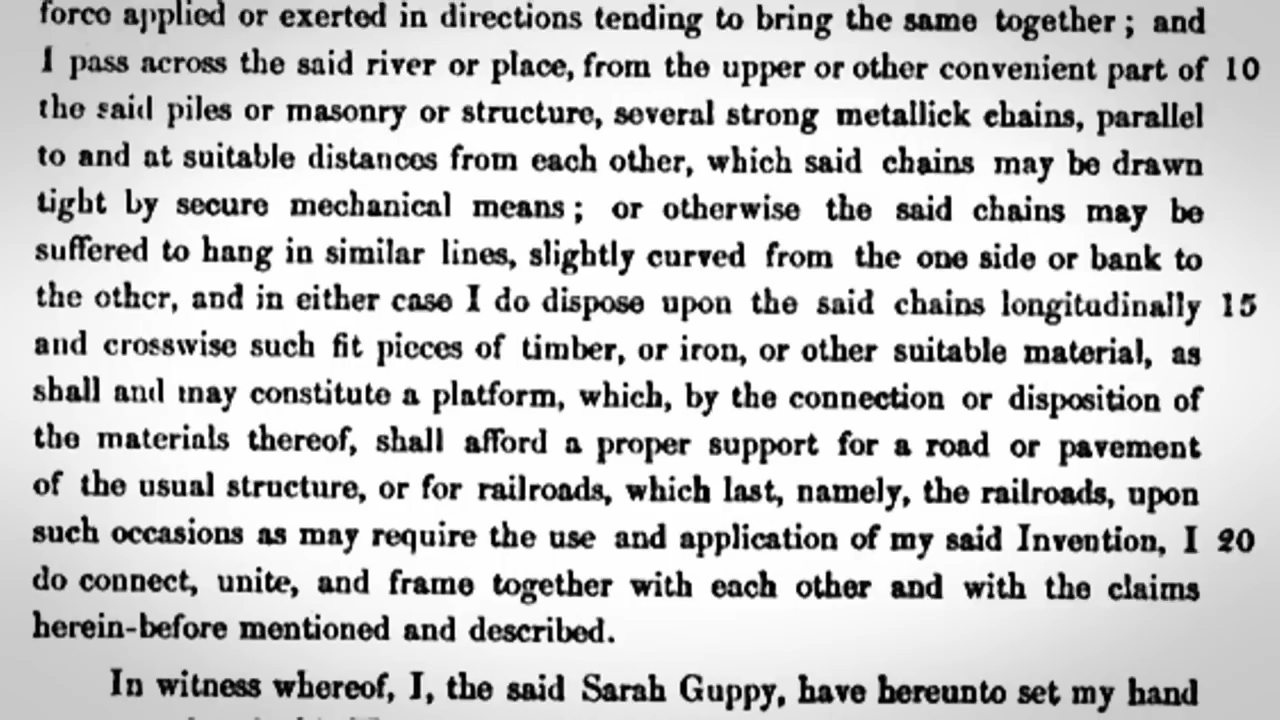 force applied or exerted in directions tending to bring the same together; and
I pass across the said river or place, from the upper or other convenient part of 10
the said piles or masonry or structure, several strong metallick chains, parallel
to and at suitable distances from each other, which said chains may be drawn
tight by secure mechanical means; or otherwise the said chains may be
suffered to hang in similar lines, slightly curved from the one side or bank to
the other, and in either case I do dispose upon the said chains longitudinally 15
and crosswise such fit pieces of timber, or iron, or other suitable material, as
shall and may constitute a platform, which, by the connection or disposition of
the materials thereof, shall afford a proper support for a road or pavement
of the usual structure, or for railroads, which last, namely, the railroads, upon
such occasions as may require the use and application of my said Invention, I 20
do connect, unite, and frame together with each other and with the claims
herein-before mentioned and described.
In witness whereof, I, the said Sarah Guppy, have hereunto set my hand